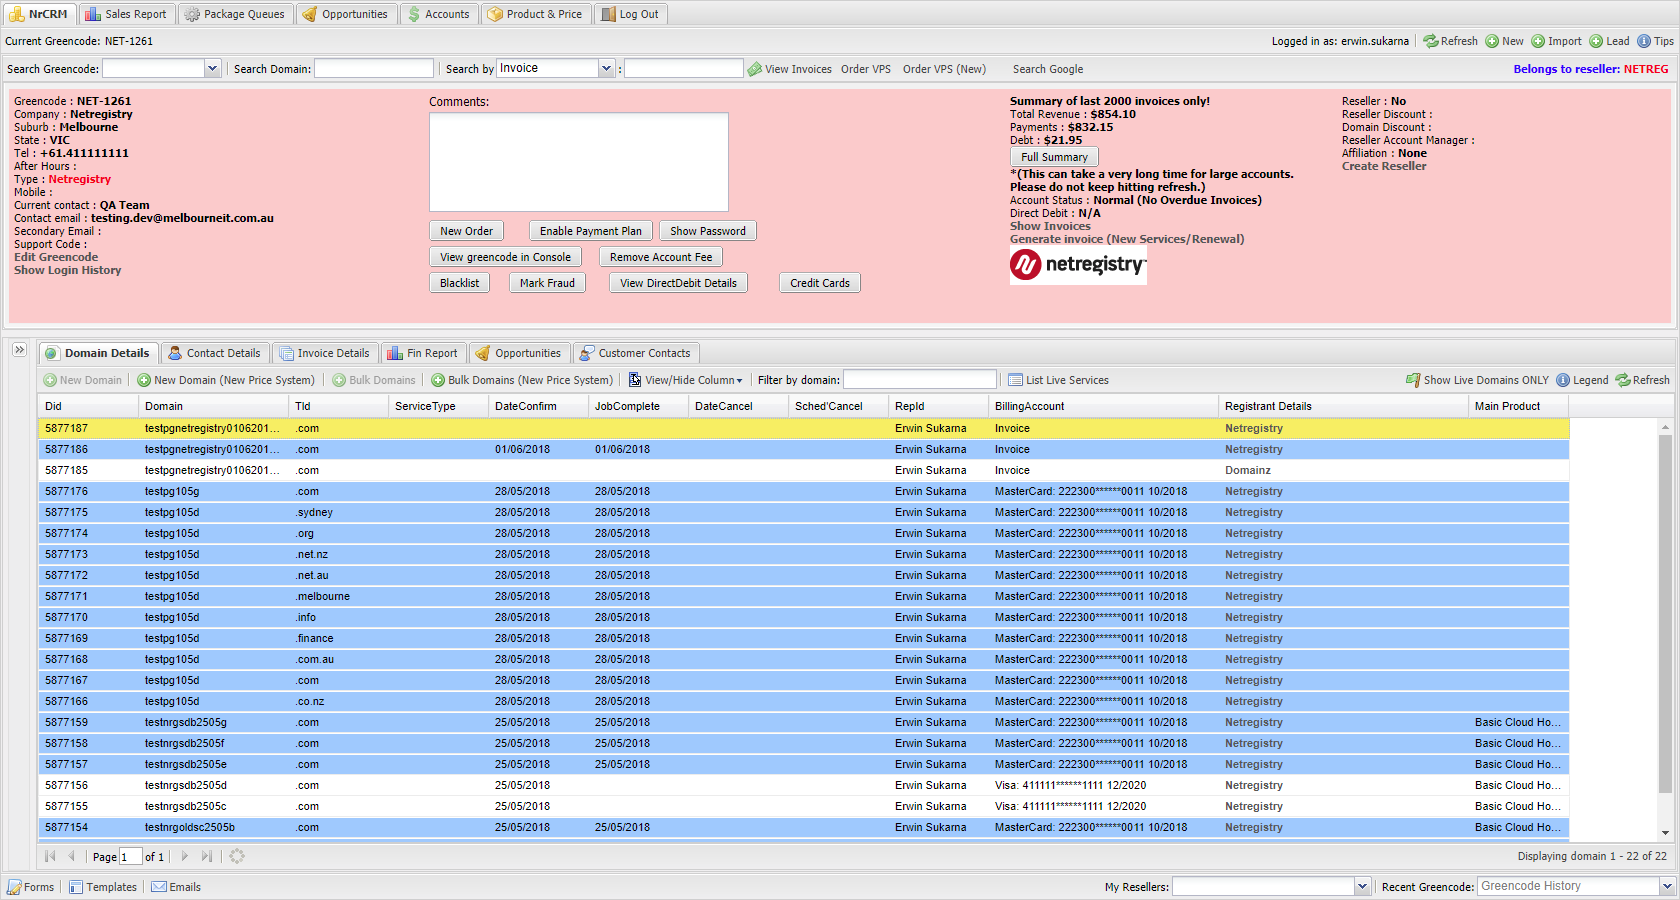 NrCRM Sales Report Package Queues Opportunities Accounts Product & Price Log Out
Current Greencode: NET-1261 Logged in as: erwin.sukarna Refresh New Import Lead Tips
Search Greencode: Search Domain: Search by Invoice : View Invoices Order VPS Order VPS (New) Search Google Belongs to reseller: NETREG
Greencode : NET-1261
Company : Netregistry
Suburb : Melbourne
State : VIC
Tel : +61.411111111
After Hours :
Type : Netregistry
Mobile :
Current contact : QA Team
Contact email : testing.dev@melbourneit.com.au
Secondary Email :
Support Code :
Edit Greencode
Show Login History
Comments:
New Order Enable Payment Plan Show Password
View greencode in Console Remove Account Fee
Blacklist Mark Fraud View DirectDebit Details Credit Cards
Summary of last 2000 invoices only!
Total Revenue : $854.10
Payments : $832.15
Debt : $21.95
Full Summary
*(This can take a very long time for large accounts.
Please do not keep hitting refresh.)
Account Status : Normal (No Overdue Invoices)
Direct Debit : N/A
Show Invoices
Generate invoice (New Services/Renewal)
netregistry
Reseller : No
Reseller Discount :
Domain Discount :
Reseller Account Manager :
Affiliation : None
Create Reseller
Domain Details Contact Details Invoice Details Fin Report Opportunities Customer Contacts
New Domain New Domain (New Price System) Bulk Domains Bulk Domains (New Price System) View/Hide Column Filter by domain: List Live Services Show Live Domains ONLY Legend Refresh
Did Domain Tld ServiceType DateConfirm JobComplete DateCancel Sched'Cancel RepId BillingAccount Registrant Details Main Product
5877187 testpgnetregistry0106201... .com Erwin Sukarna Invoice Netregistry
5877186 testpgnetregistry0106201... .com 01/06/2018 01/06/2018 Erwin Sukarna Invoice Netregistry
5877185 testpgnetregistry0106201... .com Erwin Sukarna Invoice Domainz
5877176 testpg105g .com 28/05/2018 28/05/2018 Erwin Sukarna MasterCard: 222300******0011 10/2018 Netregistry
5877175 testpg105d .sydney 28/05/2018 28/05/2018 Erwin Sukarna MasterCard: 222300******0011 10/2018 Netregistry
5877174 testpg105d .org 28/05/2018 28/05/2018 Erwin Sukarna MasterCard: 222300******0011 10/2018 Netregistry
5877173 testpg105d .net.nz 28/05/2018 28/05/2018 Erwin Sukarna MasterCard: 222300******0011 10/2018 Netregistry
5877172 testpg105d .net.au 28/05/2018 28/05/2018 Erwin Sukarna MasterCard: 222300******0011 10/2018 Netregistry
5877171 testpg105d .melbourne 28/05/2018 28/05/2018 Erwin Sukarna MasterCard: 222300******0011 10/2018 Netregistry
5877170 testpg105d .info 28/05/2018 28/05/2018 Erwin Sukarna MasterCard: 222300******0011 10/2018 Netregistry
5877169 testpg105d .finance 28/05/2018 28/05/2018 Erwin Sukarna MasterCard: 222300******0011 10/2018 Netregistry
5877168 testpg105d .com.au 28/05/2018 28/05/2018 Erwin Sukarna MasterCard: 222300******0011 10/2018 Netregistry
5877167 testpg105d .com 28/05/2018 28/05/2018 Erwin Sukarna MasterCard: 222300******0011 10/2018 Netregistry
5877166 testpg105d .co.nz 28/05/2018 28/05/2018 Erwin Sukarna MasterCard: 222300******0011 10/2018 Netregistry
5877159 testnrgsdb2505g .com 25/05/2018 25/05/2018 Erwin Sukarna MasterCard: 222300******0011 10/2018 Netregistry Basic Cloud Ho...
5877158 testnrgsdb2505f .com 25/05/2018 25/05/2018 Erwin Sukarna MasterCard: 222300******0011 10/2018 Netregistry Basic Cloud Ho...
5877157 testnrgsdb2505e .com 25/05/2018 25/05/2018 Erwin Sukarna MasterCard: 222300******0011 10/2018 Netregistry Basic Cloud Ho...
5877156 testnrgsdb2505d .com 25/05/2018 Erwin Sukarna Visa: 411111******1111 12/2020 Netregistry Basic Cloud Ho...
5877155 testnrgsdb2505c .com 25/05/2018 Erwin Sukarna Visa: 411111******1111 12/2020 Netregistry Basic Cloud Ho...
5877154 testnrgoldsc2505b .com 25/05/2018 25/05/2018 Erwin Sukarna MasterCard: 222300******0011 10/2018 Netregistry Basic Cloud Ho...
Page 1 of 1 Displaying domain 1 - 22 of 22
Forms Templates Emails My Resellers: Recent Greencode: Greencode History